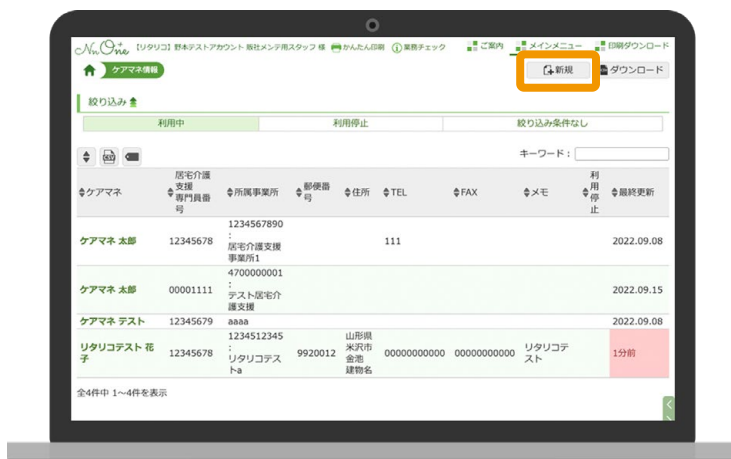 NnOne 【リタリコ】野本テストアカウント 販社メンテ用スタッフ 様 かんたん印刷 業務チェック ご案内 メインメニュー 印刷ダウンロード
ケアマネ情報 新規 ダウンロード
絞り込み
利用中 利用停止 絞り込み条件なし
CSV キーワード：
ケアマネ 居宅介護支援専門員番号 所属事業所 郵便番号 住所 TEL FAX メモ 利用停止 最終更新
ケアマネ 太郎 12345678 1234567890 : 居宅介護支援事業所1 111 2022.09.08
ケアマネ 太郎 00001111 4700000001 : テスト居宅介護支援 2022.09.15
ケアマネ テスト 12345679 aaaa 2022.09.08
リタリコテスト 花子 12345678 1234512345 : リタリコテストa 9920012 山形県米沢市金池建物名 00000000000 00000000000 リタリコテスト 1分前
全4件中 1～4件を表示